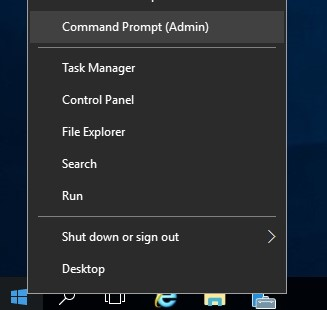 Command Prompt (Admin)
Task Manager
Control Panel
File Explorer
Search
Run
Shut down or sign out
Desktop